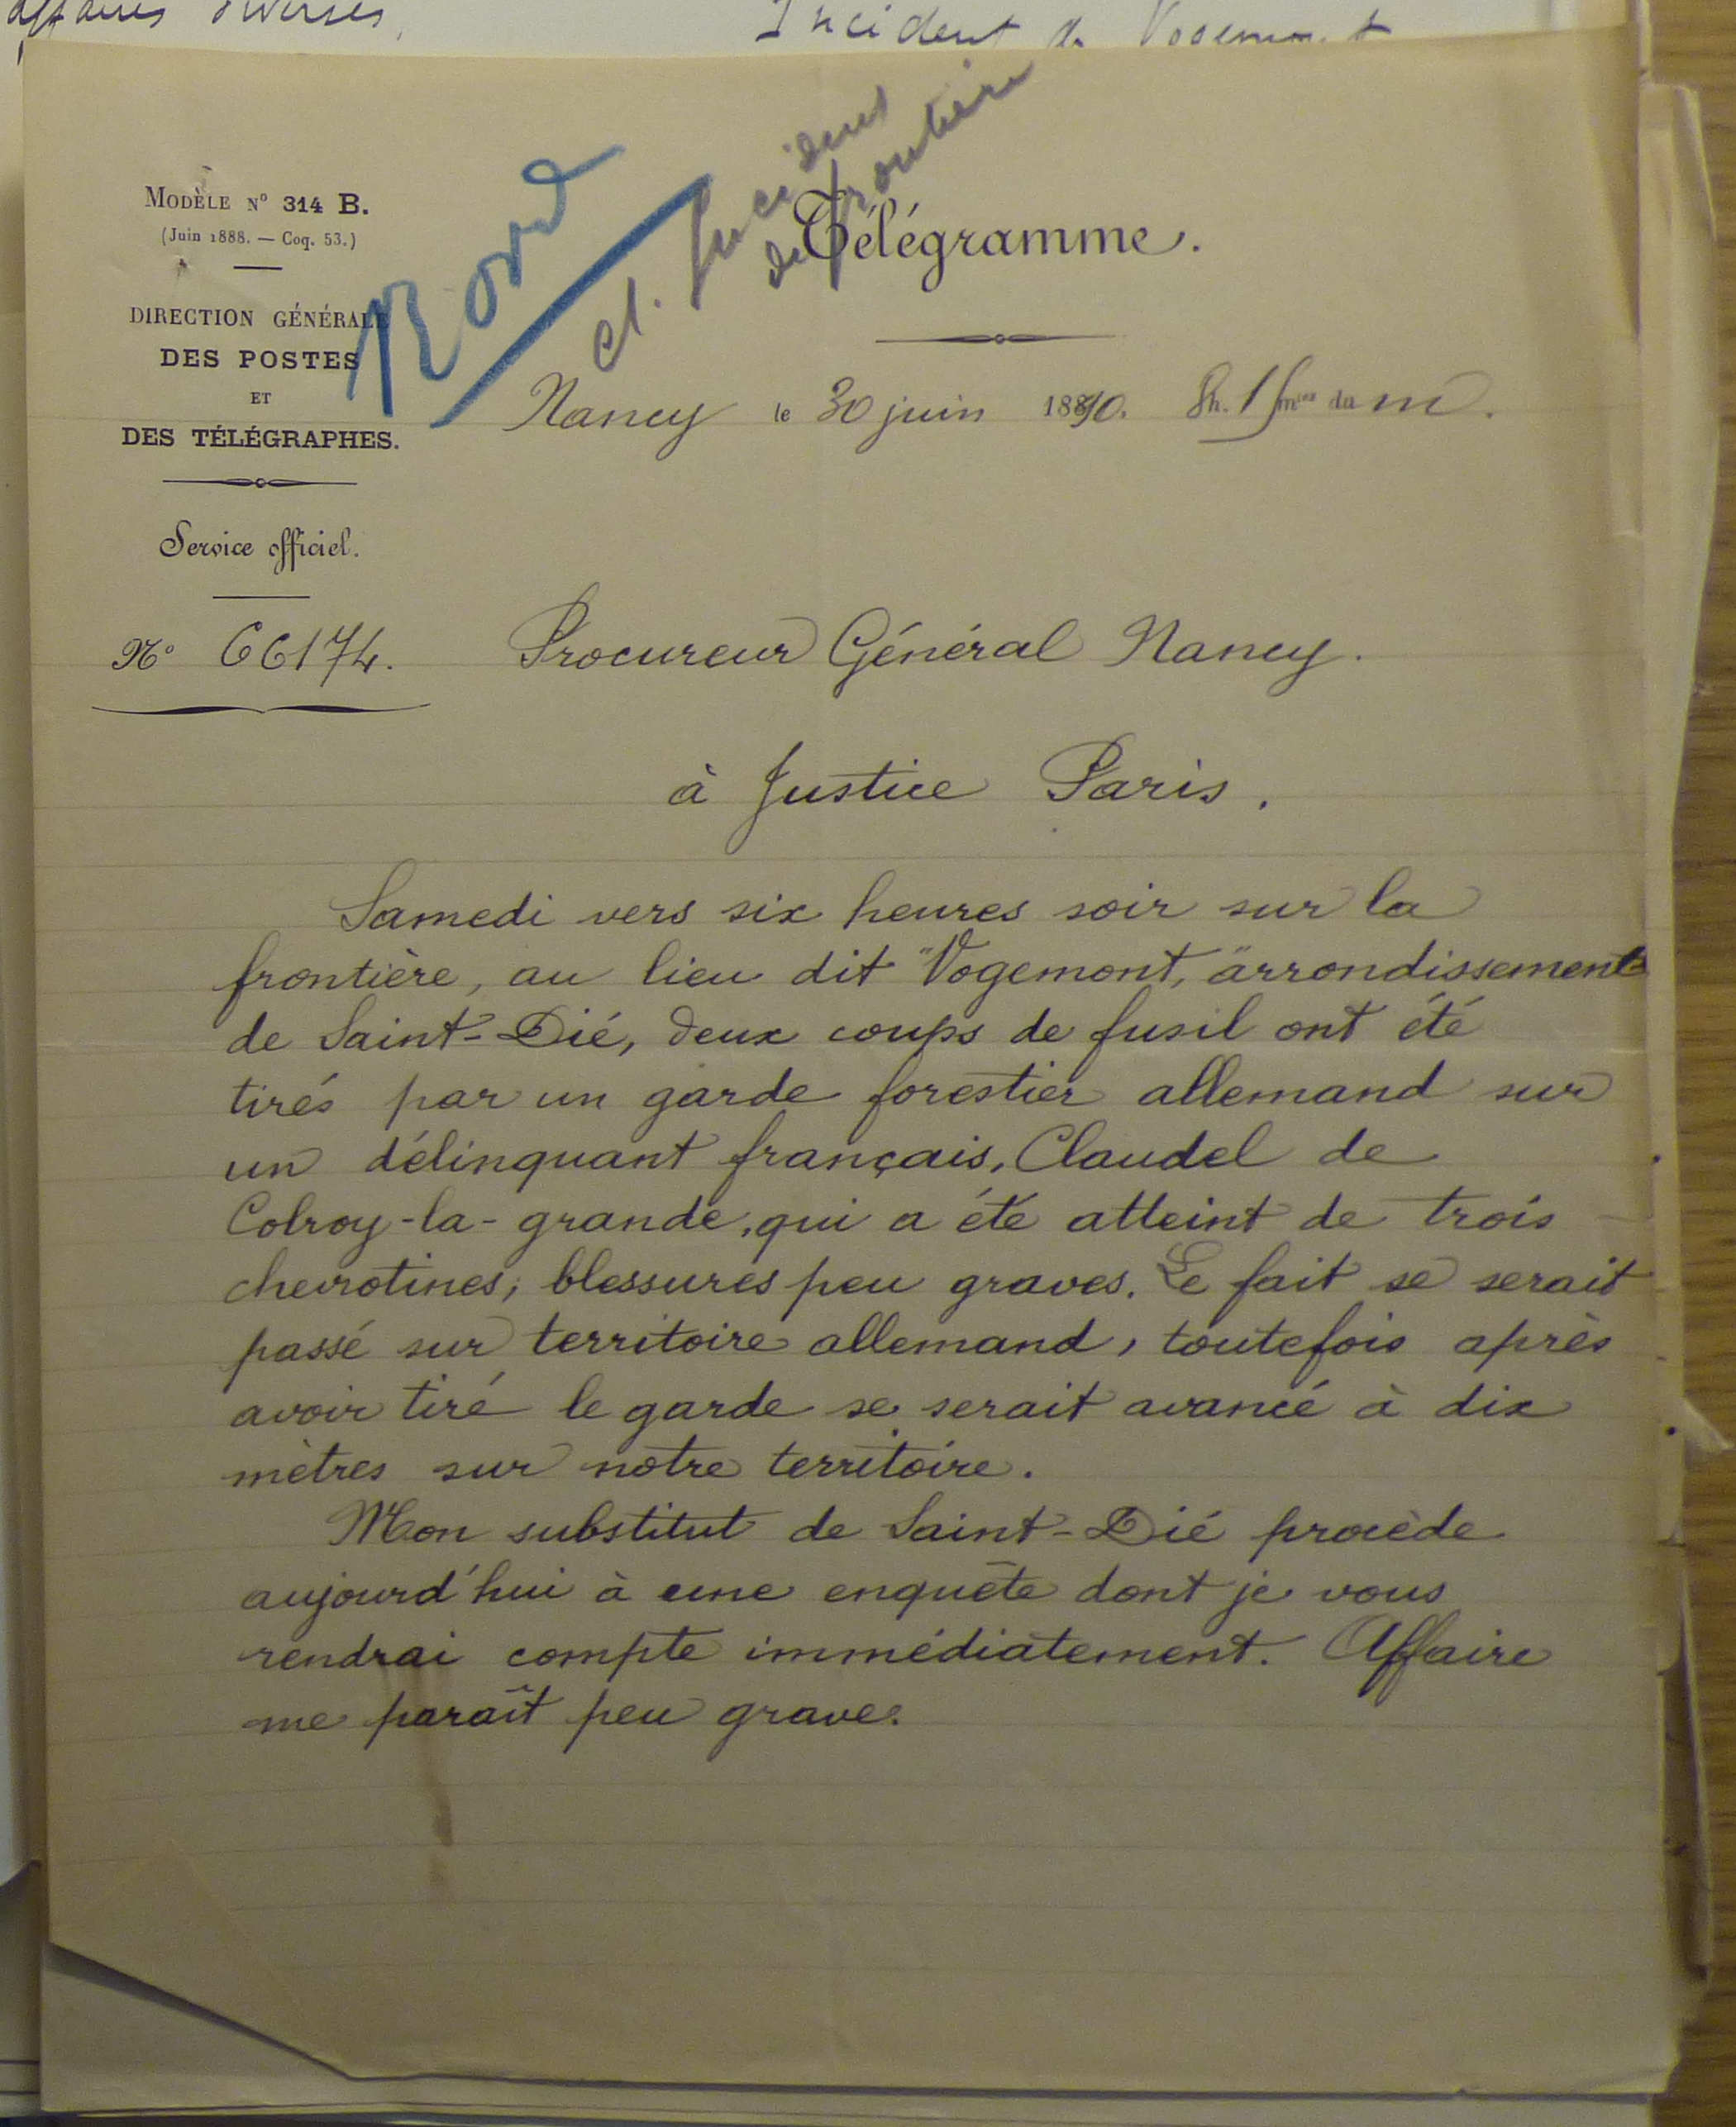 affaires diverses,
Incident de Vosemont
Bord
cl. Incidents
de frontière
MODÈLE N° 314 B.
(Juin 1888. — Coq. 53.)
DIRECTION GÉNÉRALE
DES POSTES
ET
DES TÉLÉGRAPHES.
Service officiel.
N° 66174.
Télégramme.
Nancy le 30 juin 1890. 8h. 15 mtes du m.
Procureur Général Nancy.
à Justice Paris.
Samedi vers six heures soir sur la
frontière, au lieu dit "Vogemont," arrondissement
de Saint-Dié, deux coups de fusil ont été
tirés par un garde forestier allemand sur
un délinquant français, Claudel de
Colroy-la-grande, qui a été atteint de trois
chevrotines; blessures peu graves. Le fait se serait
passé sur territoire allemand, toutefois après
avoir tiré le garde se serait avancé à dix
mètres sur notre territoire.
Mon substitut de Saint-Dié procède
aujourd'hui à une enquête dont je vous
rendrai compte immédiatement. Affaire
me paraît peu grave.